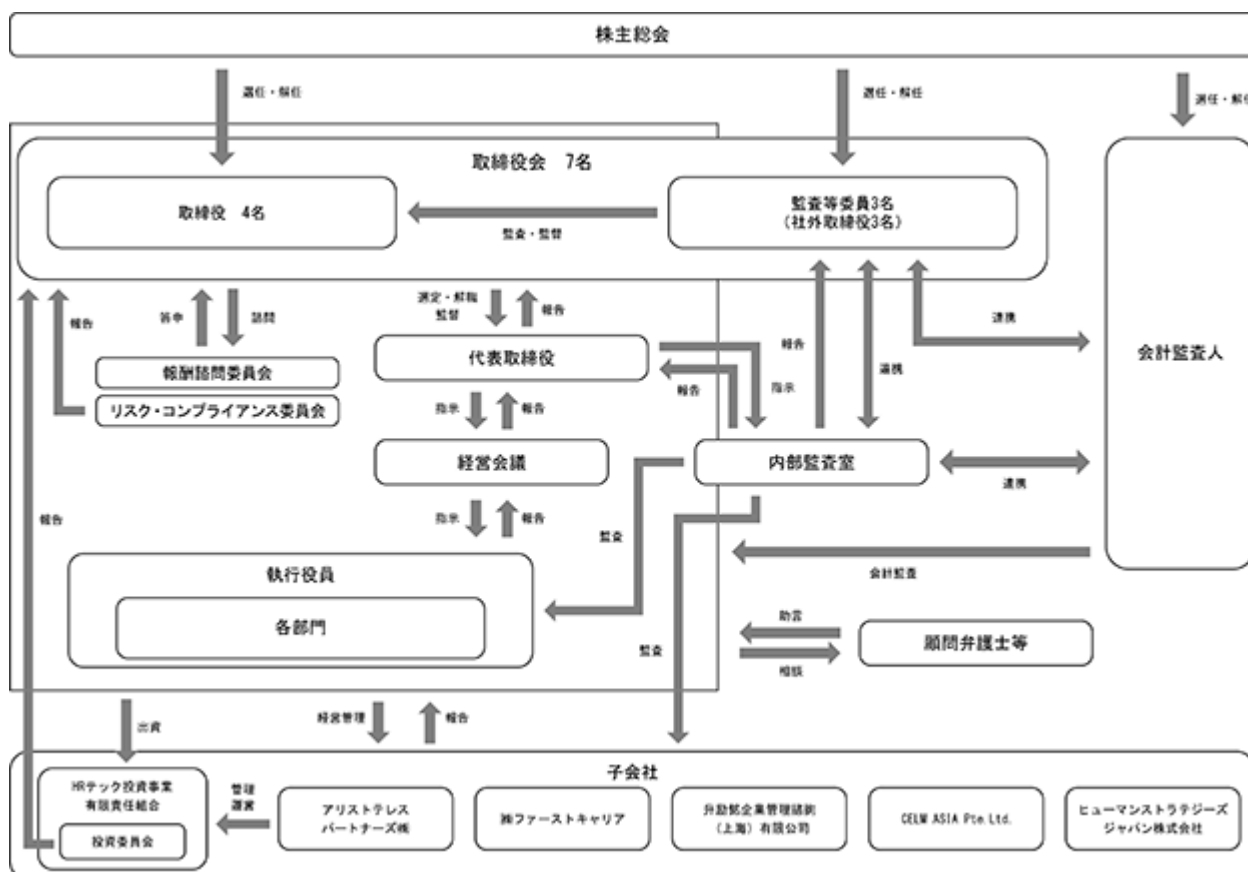 株主総会
選任・解任
選任・解任
選任・解任
取締役会 7名
取締役 4名
監査・監督
監査等委員3名
(社外取締役3名)
会計監査人
報告
答申
諮問
選定・解職
監督
報告
報酬諮問委員会
リスク・コンプライアンス委員会
代表取締役
報告
報告
指示
連携
連携
指示
報告
経営会議
内部監査室
連携
指示
報告
報告
監査
会計監査
執行役員
各部門
監査
助言
相談
顧問弁護士等
出資
経営管理
報告
子会社
HRテック投資事業
有限責任組合
投資委員会
管理
運営
アリストテレス
パートナーズ㈱
㈱ファーストキャリア
企業管理
(上海)有限公司
CELM ASIA Pte.Ltd.
ヒューマンストラテジーズ
ジャパン株式会社